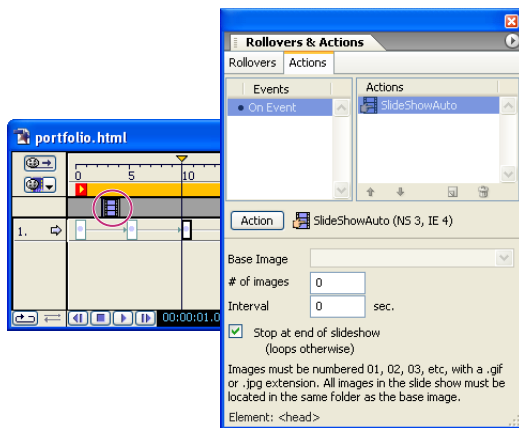 Rollovers & Actions
Rollovers Actions
Events
Actions
On Event
SlideShowAuto
Action SlideShowAuto (NS 3, IE 4)
Base Image
# of images 0
Interval 0 sec.
Stop at end of slideshow
(loops otherwise)
Images must be numbered 01, 02, 03, etc, with a .gif
or .jpg extension. All images in the slide show must be
located in the same folder as the base image.
Element: <head>
portfolio.html
0 5 10
1.
00:00:01.0